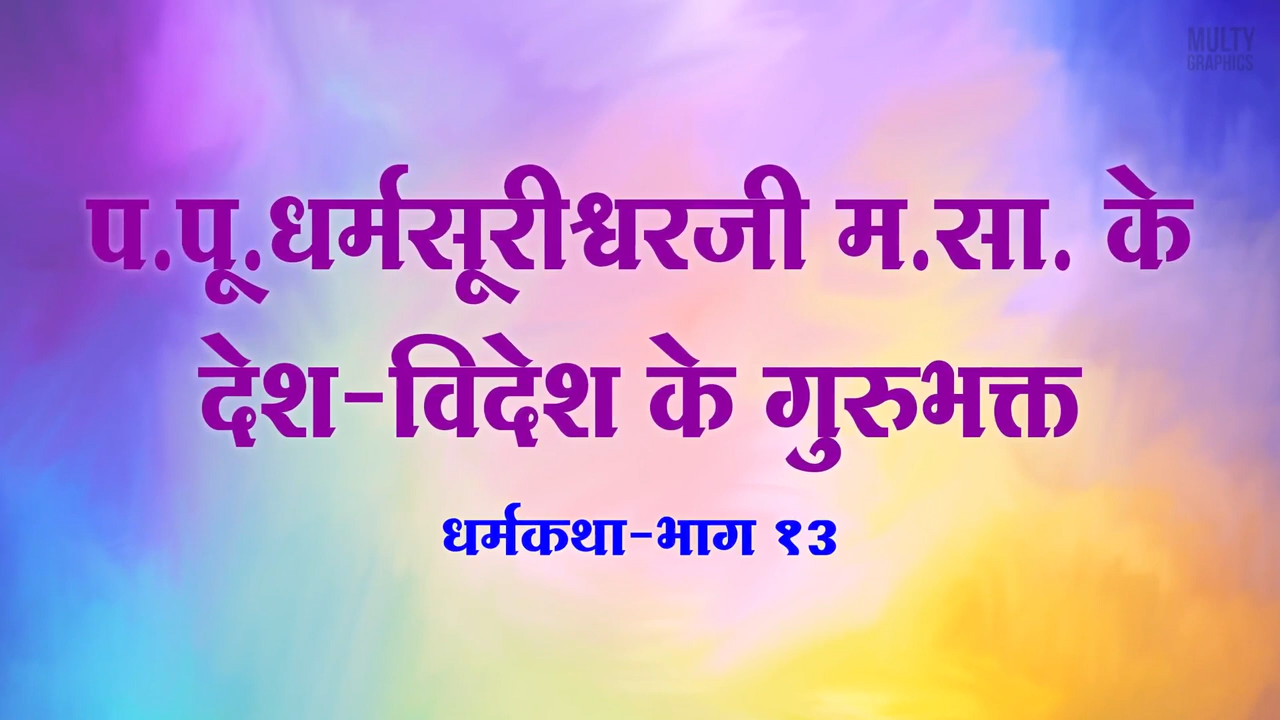 MULTY
GRAPHICS
प.पू.धर्मसूरीश्वरजी म.सा. के
देश-विदेश के गुरुभक्त
धर्मकथा-भाग १३